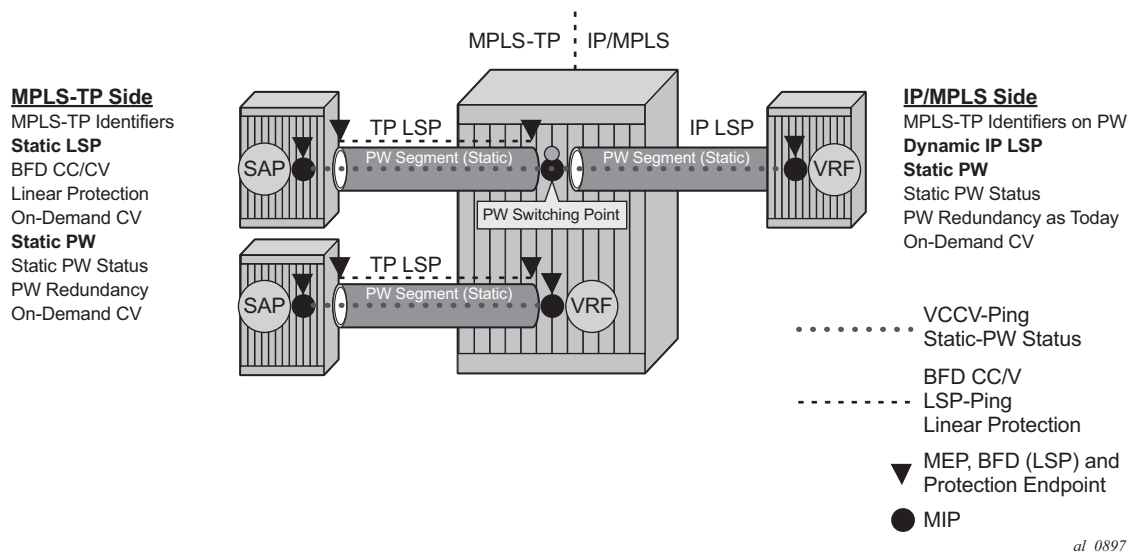 MPLS-TP IP/MPLS
MPLS-TP Side
MPLS-TP Identifiers
Static LSP
BFD CC/CV
Linear Protection
On-Demand CV
Static PW
Static PW Status
PW Redundancy
On-Demand CV
TP LSP
IP LSP
SAP
PW Segment (Static)
PW Segment (Static)
VRF
PW Switching Point
TP LSP
SAP
PW Segment (Static)
VRF
IP/MPLS Side
MPLS-TP Identifiers on PW
Dynamic IP LSP
Static PW
Static PW Status
PW Redundancy as Today
On-Demand CV
VCCV-Ping
Static-PW Status
BFD CC/V
LSP-Ping
Linear Protection
MEP, BFD (LSP) and
Protection Endpoint
MIP
al_0897